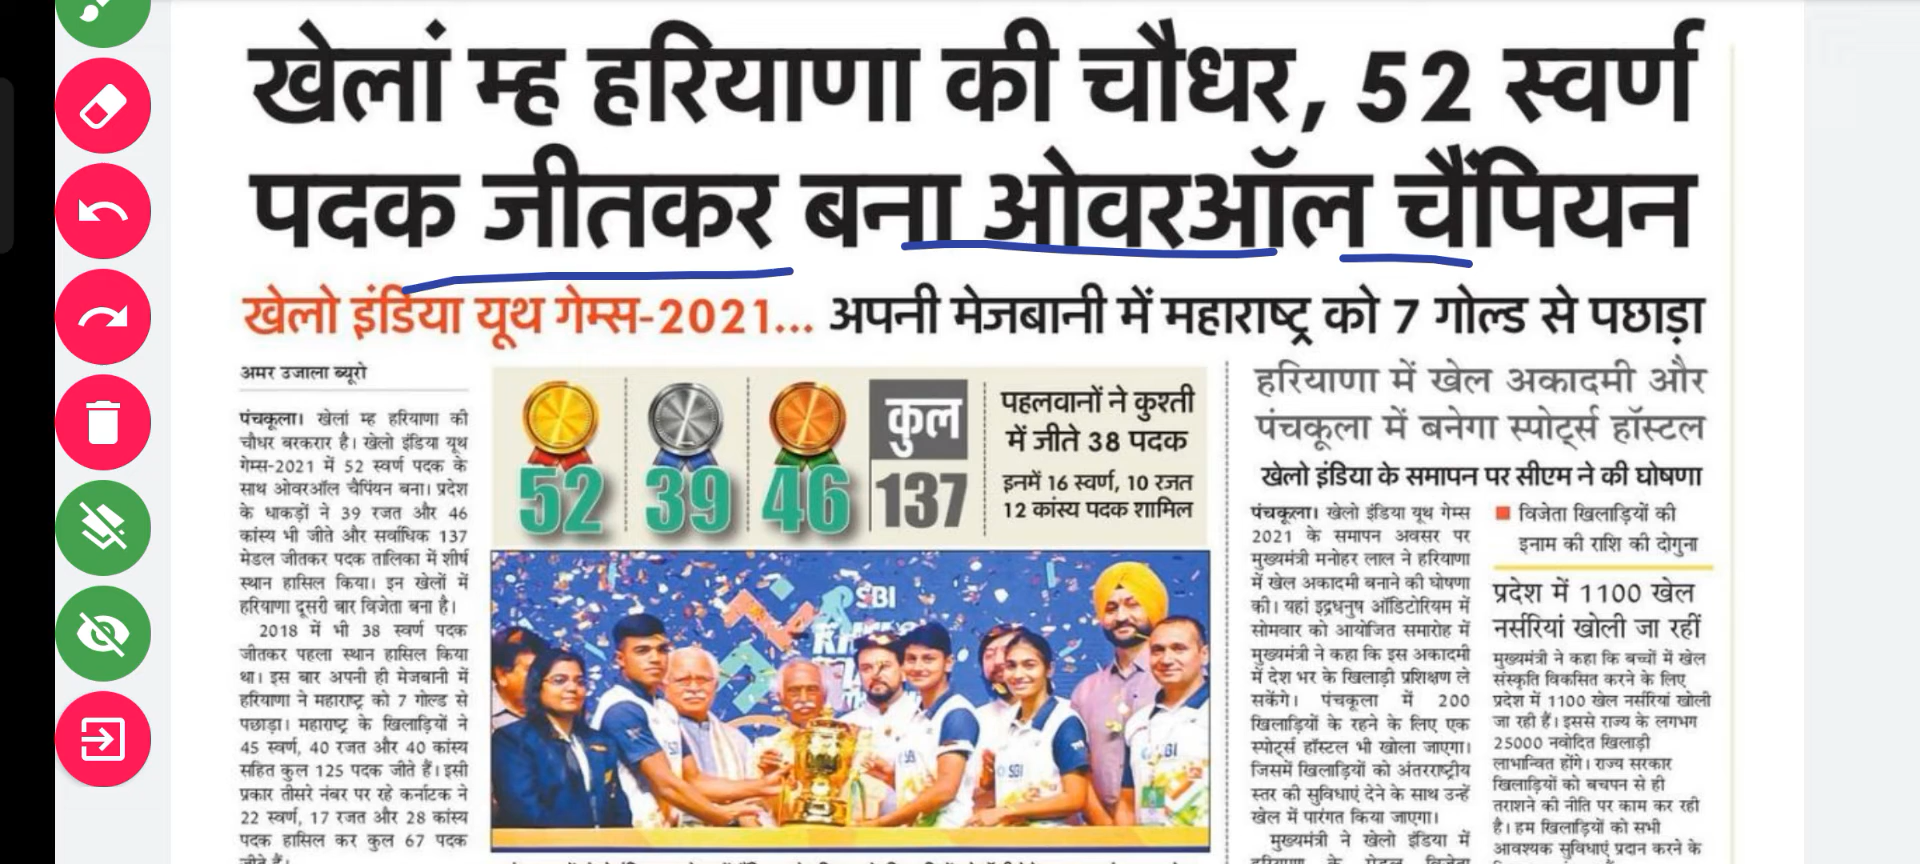 खेलां म्ह हरियाणा की चौधर, 52 स्वर्ण
पदक जीतकर बना ओवरऑल चैंपियन
खेलो इंडिया यूथ गेम्स-2021... अपनी मेजबानी में महाराष्ट्र को 7 गोल्ड से पछाड़ा
अमर उजाला ब्यूरो
पंचकूला। खेलां म्ह हरियाणा की
चौधर बरकरार है। खेलो इंडिया यूथ
गेम्स-2021 में 52 स्वर्ण पदक के
साथ ओवरऑल चैंपियन बना। प्रदेश
के धाकड़ों ने 39 रजत और 46
कांस्य भी जीते और सर्वाधिक 137
मेडल जीतकर पदक तालिका में शीर्ष
स्थान हासिल किया। इन खेलों में
हरियाणा दूसरी बार विजेता बना है।
2018 में भी 38 स्वर्ण पदक
जीतकर पहला स्थान हासिल किया
था। इस बार अपनी ही मेजबानी में
हरियाणा ने महाराष्ट्र को 7 गोल्ड से
पछाड़ा। महाराष्ट्र के खिलाड़ियों ने
45 स्वर्ण, 40 रजत और 40 कांस्य
सहित कुल 125 पदक जीते हैं। इसी
प्रकार तीसरे नंबर पर रहे कर्नाटक ने
22 स्वर्ण, 17 रजत और 28 कांस्य
पदक हासिल कर कुल 67 पदक
जीते हैं।
52 39 46
कुल
137
पहलवानों ने कुश्ती
में जीते 38 पदक
इनमें 16 स्वर्ण, 10 रजत
12 कांस्य पदक शामिल
SBI
SBI
SBI
हरियाणा में खेल अकादमी और
पंचकूला में बनेगा स्पोर्ट्स हॉस्टल
खेलो इंडिया के समापन पर सीएम ने की घोषणा
पंचकूला। खेलो इंडिया यूथ गेम्स
2021 के समापन अवसर पर
मुख्यमंत्री मनोहर लाल ने हरियाणा
में खेल अकादमी बनाने की घोषणा
की। यहां इंद्रधनुष ऑडिटोरियम में
सोमवार को आयोजित समारोह में
मुख्यमंत्री ने कहा कि इस अकादमी
में देश भर के खिलाड़ी प्रशिक्षण ले
सकेंगे। पंचकूला में 200
खिलाड़ियों के रहने के लिए एक
स्पोर्ट्स हॉस्टल भी खोला जाएगा।
जिसमें खिलाड़ियों को अंतरराष्ट्रीय
स्तर की सुविधाएं देने के साथ उन्हें
खेल में पारंगत किया जाएगा।
मुख्यमंत्री ने खेलो इंडिया में
हरियाणा के मेडल विजेता
विजेता खिलाड़ियों की
इनाम की राशि की दोगुना
प्रदेश में 1100 खेल
नर्सरियां खोली जा रहीं
मुख्यमंत्री ने कहा कि बच्चों में खेल
संस्कृति विकसित करने के लिए
प्रदेश में 1100 खेल नर्सरियां खोली
जा रही हैं। इससे राज्य के लगभग
25000 नवोदित खिलाड़ी
लाभान्वित होंगे। राज्य सरकार
खिलाड़ियों को बचपन से ही
तराशने की नीति पर काम कर रही
है। हम खिलाड़ियों को सभी
आवश्यक सुविधाएं प्रदान करने के